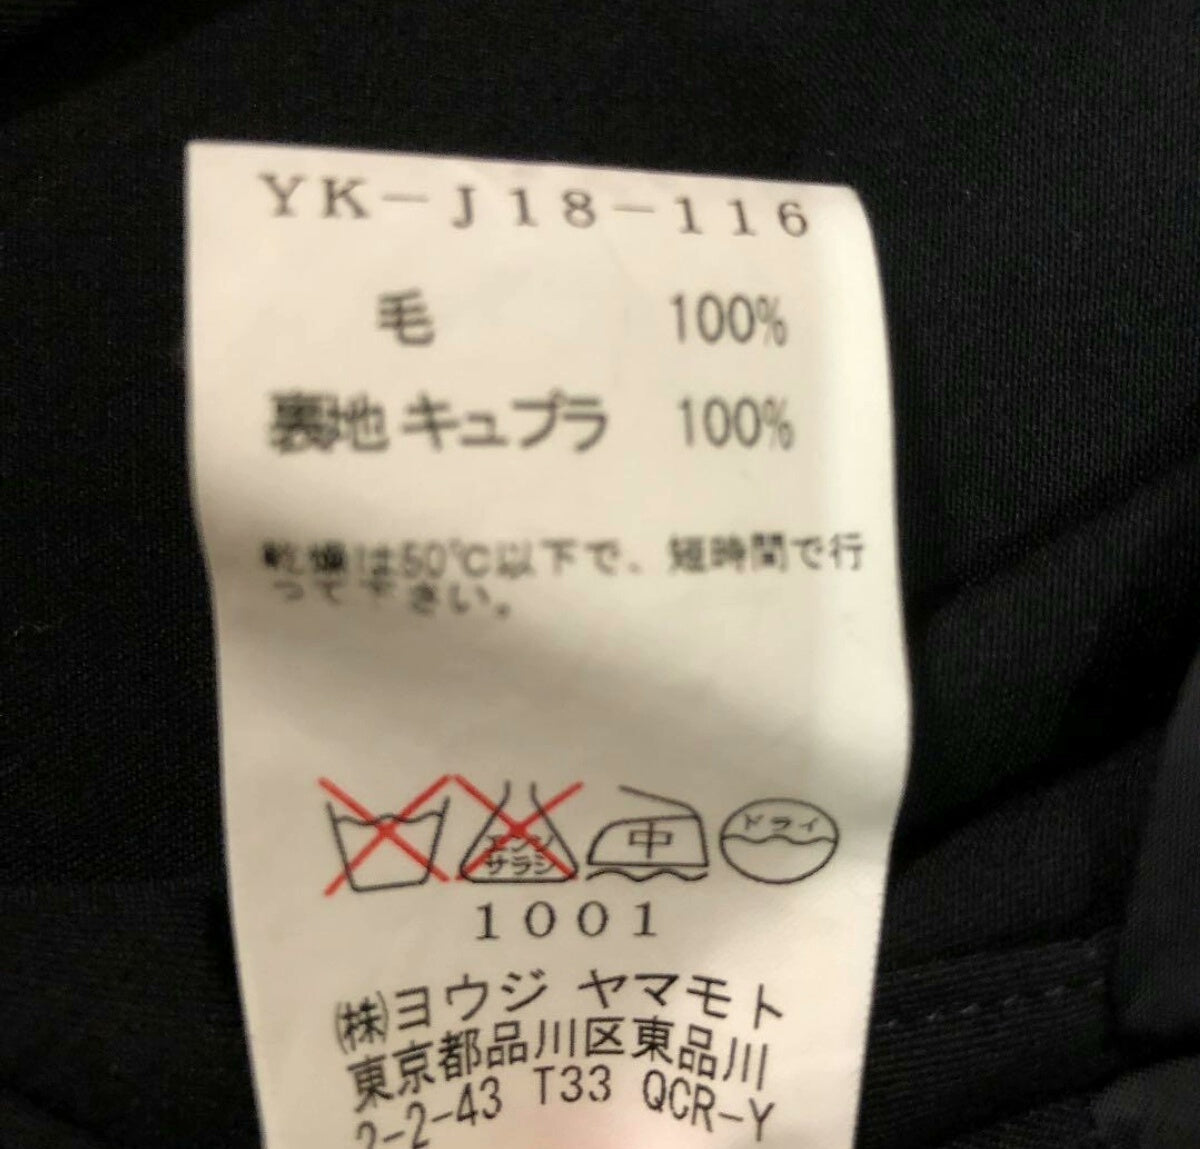 YK-J18-116
毛 100%
裏地 キュプラ 100%
乾燥は50℃以下で、短時間で行
って下さい。
エンソ
サラシ
中
ドライ
1001
㈱ヨウジ ヤマモト
東京都品川区東品川
2-2-43 T33 QCR-Y